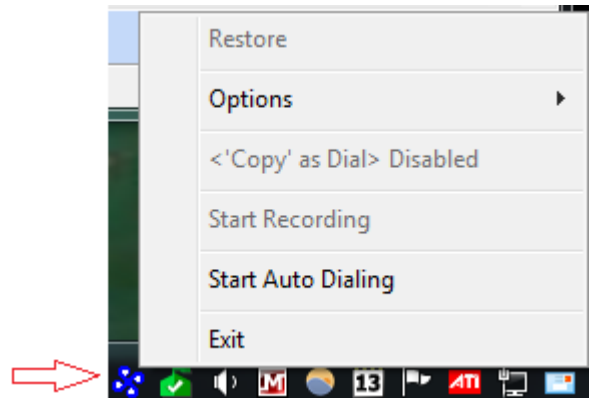 Restore
Options
<'Copy' as Dial> Disabled
Start Recording
Start Auto Dialing
Exit
M
13
ATI